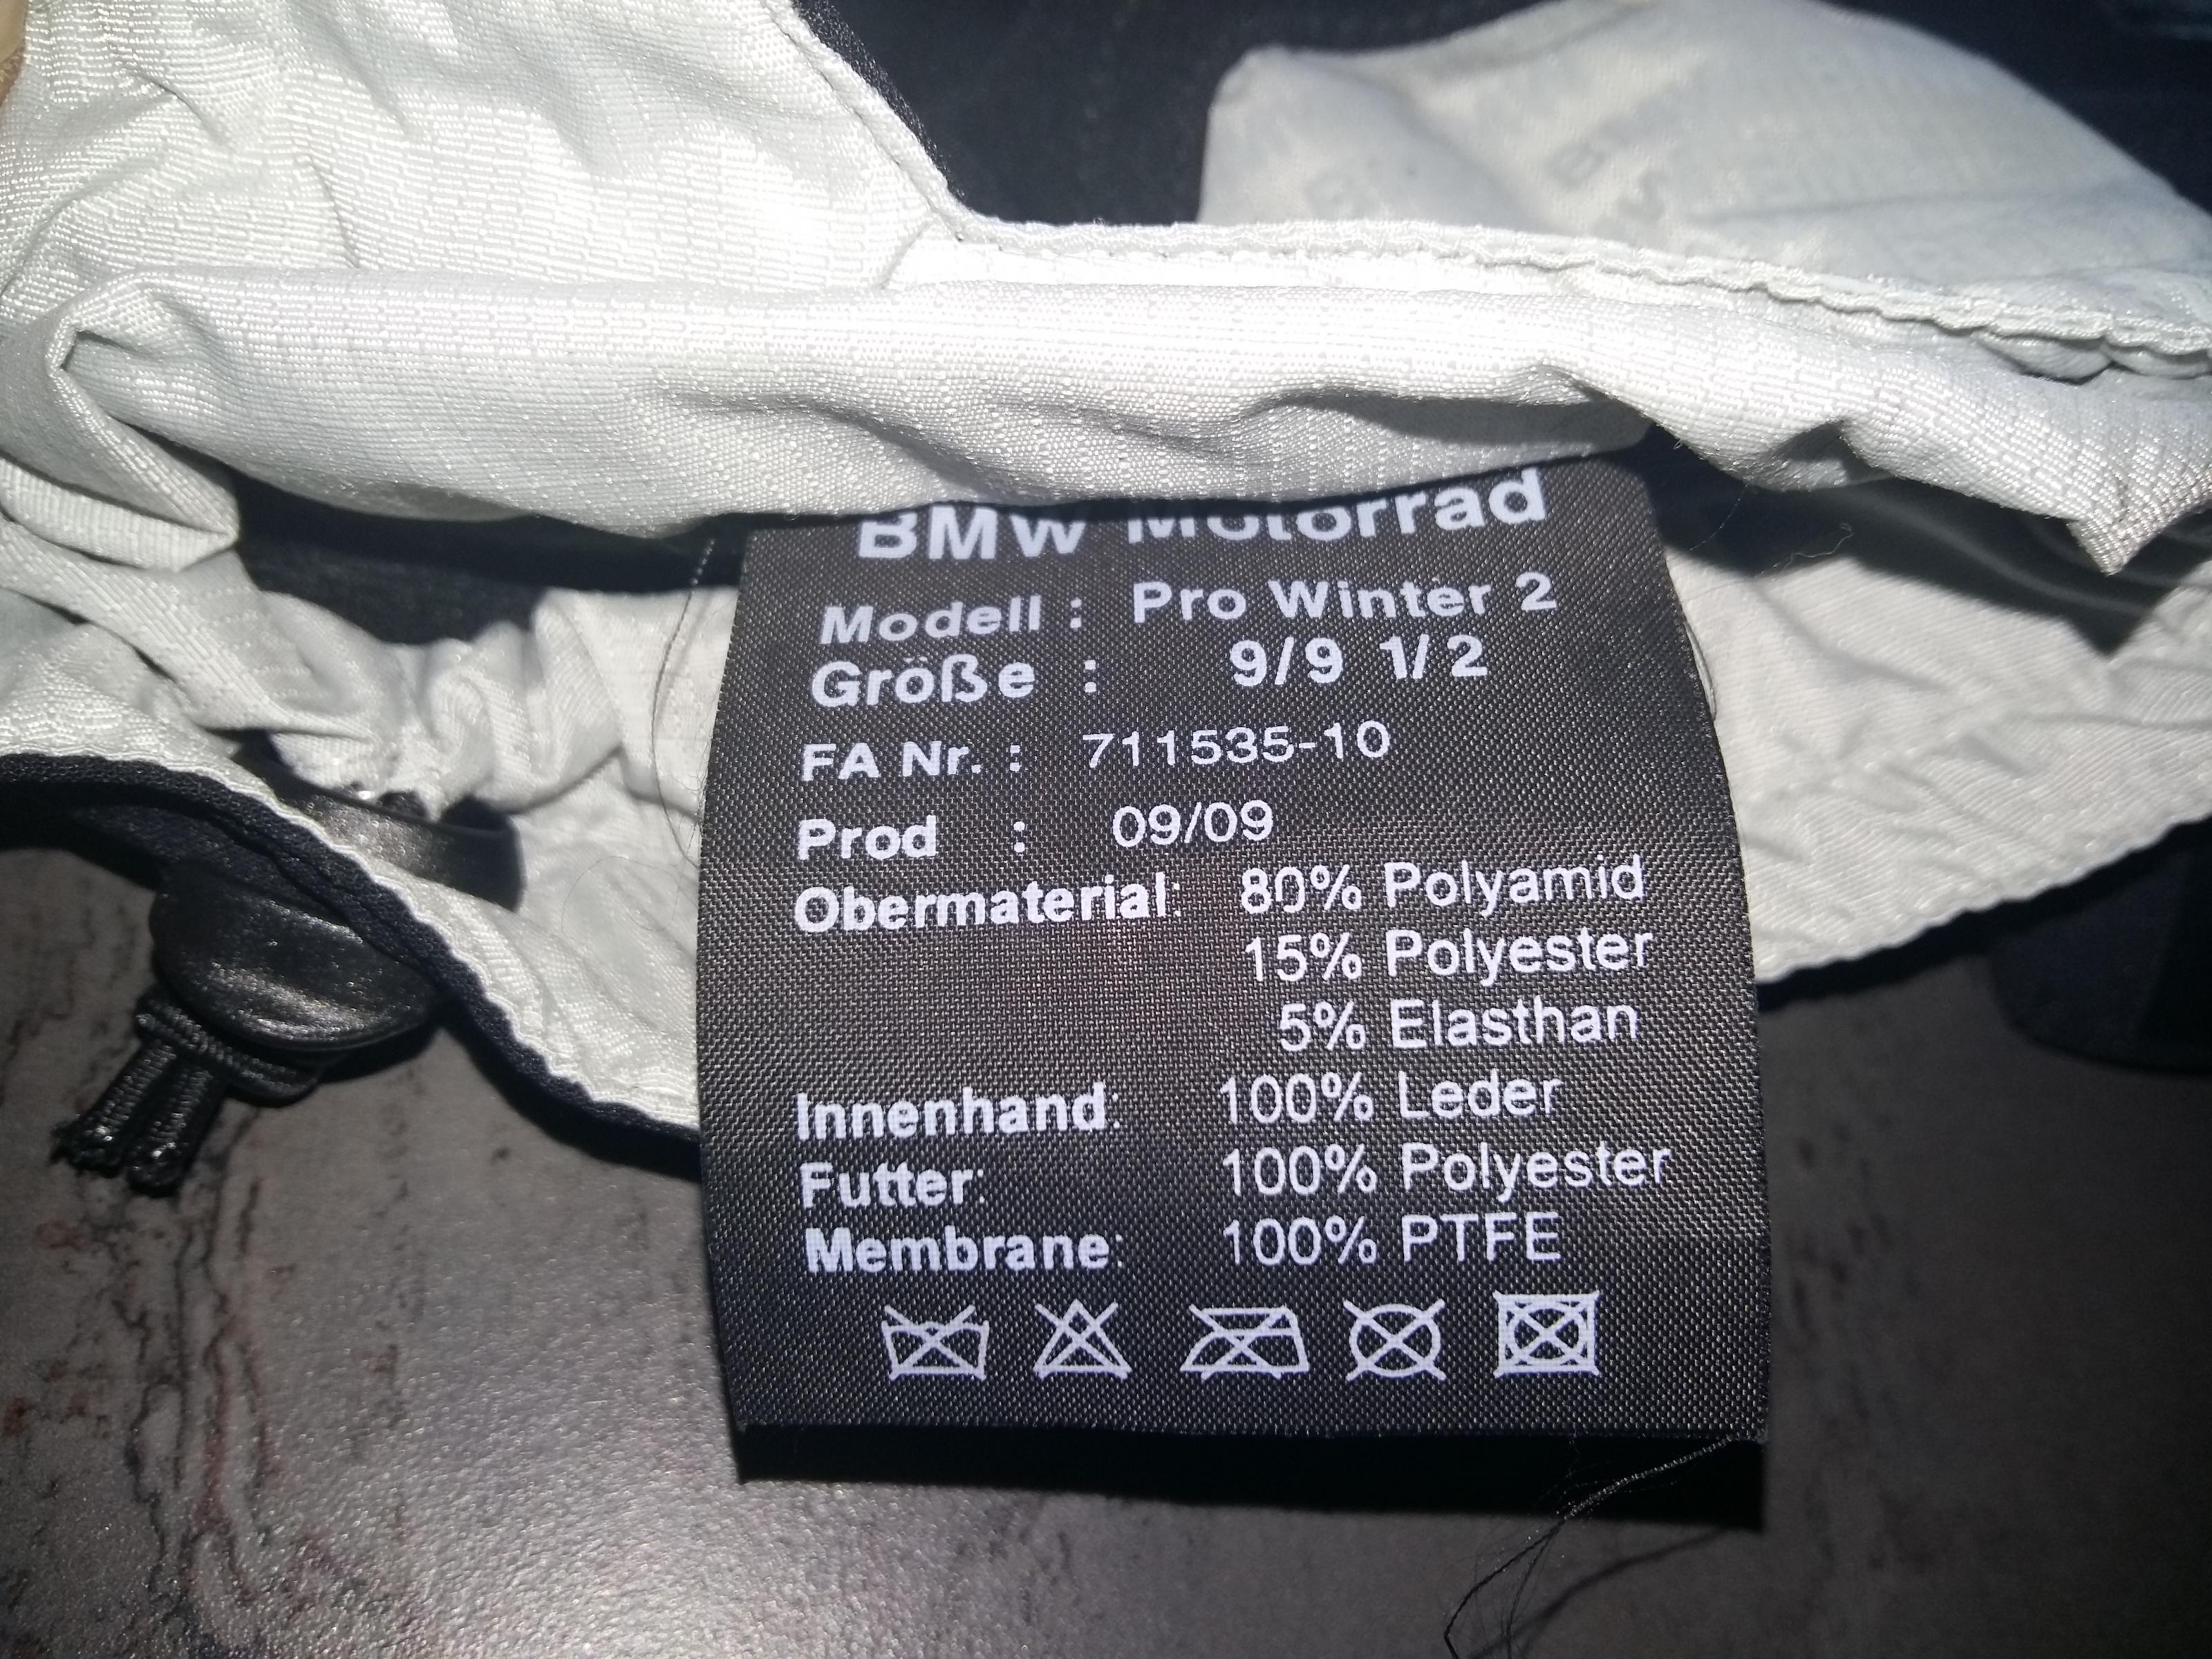 BMW Motorrad
Modell : Pro Winter 2
Größe : 9/9 1/2
FA Nr. : 711535-10
Prod : 09/09
Obermaterial: 80% Polyamid
15% Polyester
5% Elasthan
Innenhand: 100% Leder
Futter: 100% Polyester
Membrane: 100% PTFE